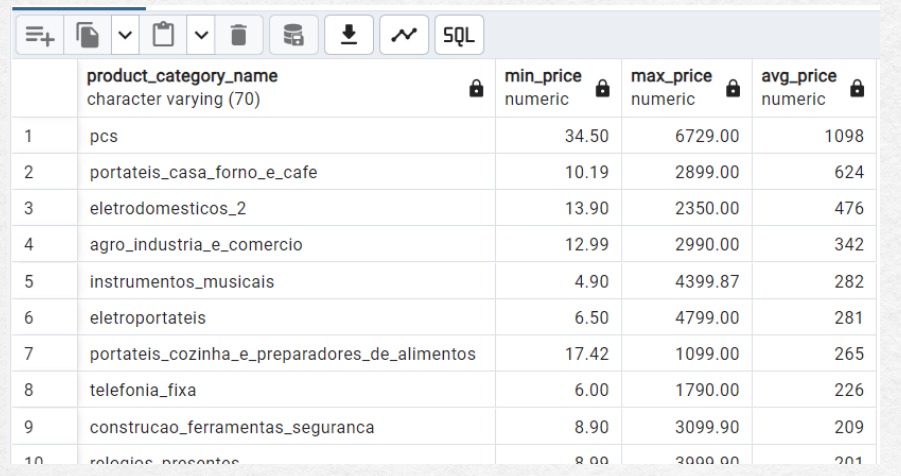 SQL
product_category_name min_price max_price avg_price
character varying (70) numeric numeric numeric
1 pcs 34.50 6729.00 1098
2 portateis_casa_forno_e_cafe 10.19 2899.00 624
3 eletrodomesticos_2 13.90 2350.00 476
4 agro_industria_e_comercio 12.99 2990.00 342
5 instrumentos_musicais 4.90 4399.87 282
6 eletroportateis 6.50 4799.00 281
7 portateis_cozinha_e_preparadores_de_alimentos 17.42 1099.00 265
8 telefonia_fixa 6.00 1790.00 226
9 construcao_ferramentas_seguranca 8.90 3099.90 209
10 relogios_presentes 8.99 3999.90 201